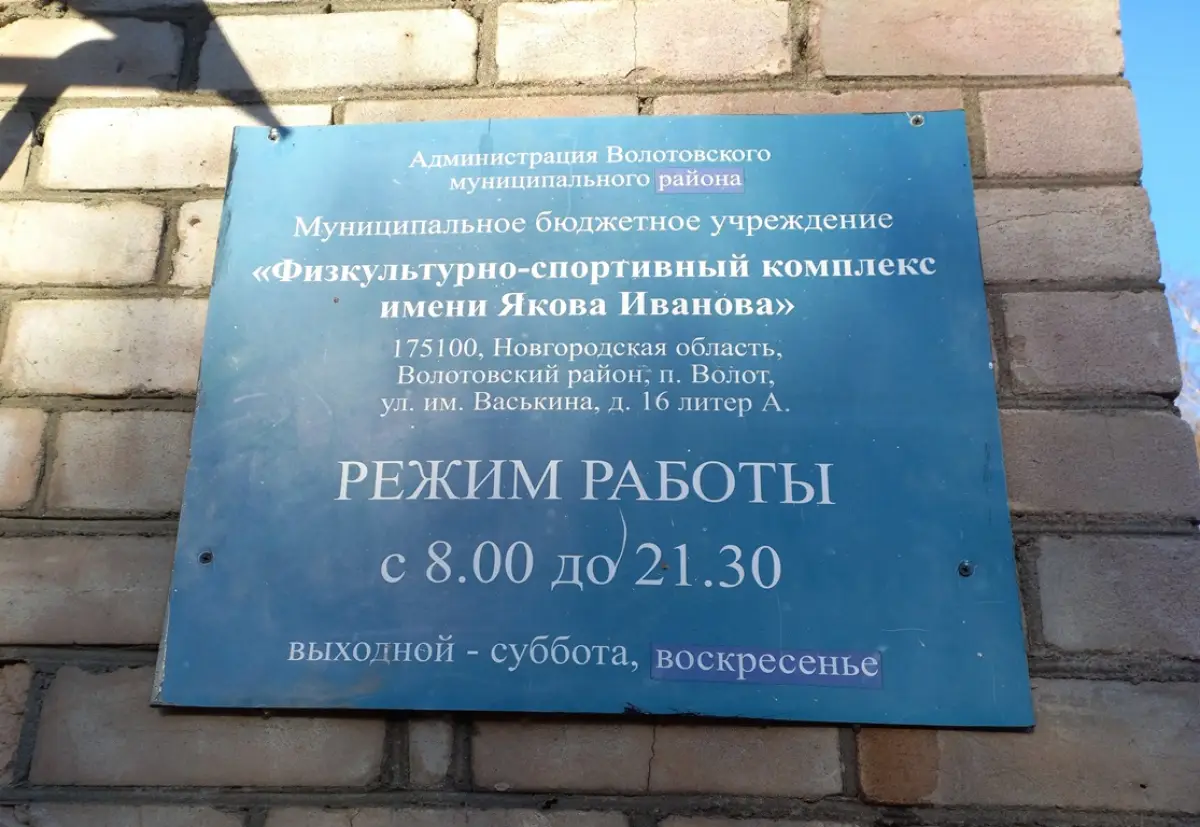 Администрация Волотовского
муниципального района
Муниципальное бюджетное учреждение
«Физкультурно-спортивный комплекс
имени Якова Иванова»
175100, Новгородская область,
Волотовский район, п. Волот,
ул. им. Васькина, д. 16 литер А.
РЕЖИМ РАБОТЫ
с 8.00 до 21.30
выходной - суббота, воскресенье